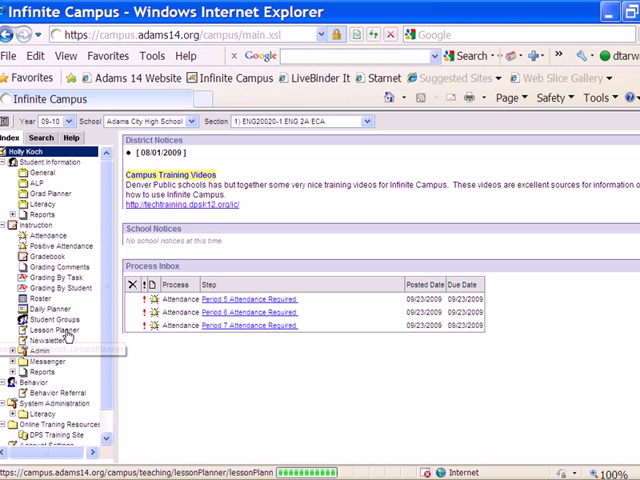 Infinite Campus - Windows Internet Explorer
https://campus.adams14.org/campus/main.xsl
Google
File Edit View Favorites Tools Help
Google Search
dtarwa
Favorites Adams 14 Website Infinite Campus LiveBinder It Starnet Suggested Sites Web Slice Gallery
Infinite Campus
Page Safety Tools
Year 09-10 School Adams City High School Section 1) ENG20020-1 ENG 2A ECA
Index Search Help
Holly Koch
Student Information
General
ALP
Grad Planner
Literacy
Reports
Instruction
Attendance
Positive Attendance
Gradebook
Grading Comments
Grading By Task
Grading By Student
Roster
Daily Planner
Student Groups
Lesson Planner
Newsletter
Admin
Messenger
Reports
Behavior
Behavior Referral
System Administration
Literacy
Online Traning Resources
DPS Training Site
Account Settings
District Notices
[ 08/01/2009 ]
Campus Training Videos
Denver Public schools has but together some very nice training videos for Infinite Campus. These videos are excellent sources for information o
how to use Infinite Campus.
http://techtraining.dpsk12.org/ic/
School Notices
No school notices at this time.
Process Inbox
Process Step Posted Date Due Date
Attendance Period 5 Attendance Required 09/23/2009 09/23/2009
Attendance Period 6 Attendance Required 09/23/2009 09/23/2009
Attendance Period 7 Attendance Required 09/23/2009 09/23/2009
https://campus.adams14.org/campus/teaching/lessonPlanner/lessonPlann
Internet
100%